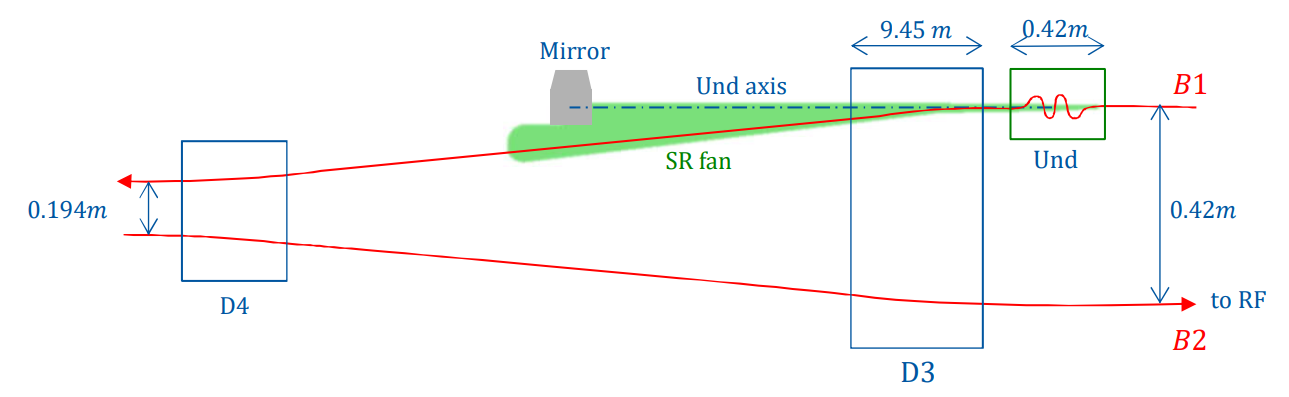 9.45 m
0.42m
Mirror
Und axis
B1
SR fan
Und
0.194m
0.42m
D4
to RF
B2
D3